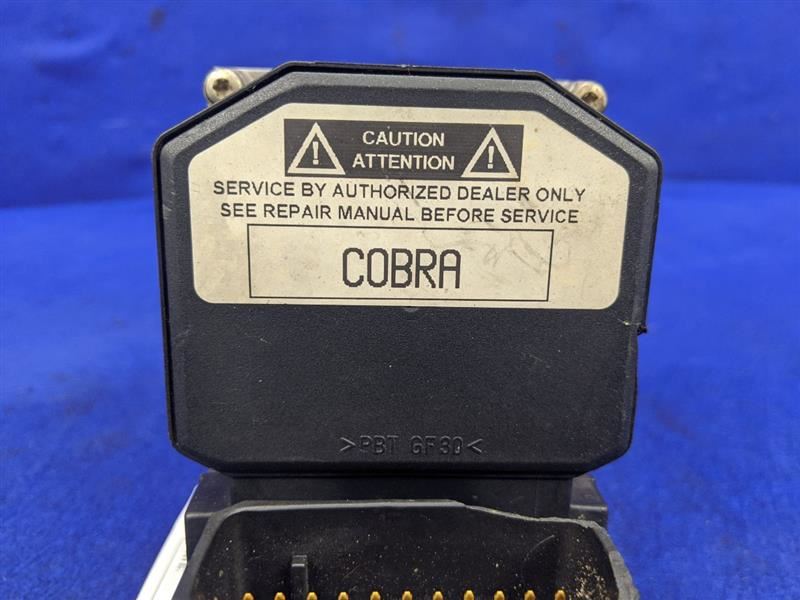 CAUTION
ATTENTION
SERVICE BY AUTHORIZED DEALER ONLY
SEE REPAIR MANUAL BEFORE SERVICE
COBRA
>PBT GF30<